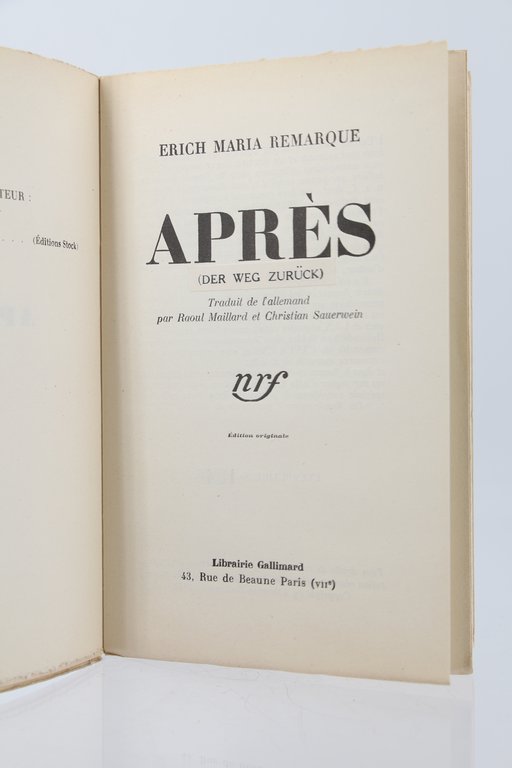 TEUR :
. . . . (Éditions Stock)
ERICH MARIA REMARQUE
APRÈS
(DER WEG ZURÜCK)
Traduit de l'allemand
par Raoul Maillard et Christian Sauerwein
nrf
Édition originale
Librairie Gallimard
43, Rue de Beaune Paris (VIIᵉ)